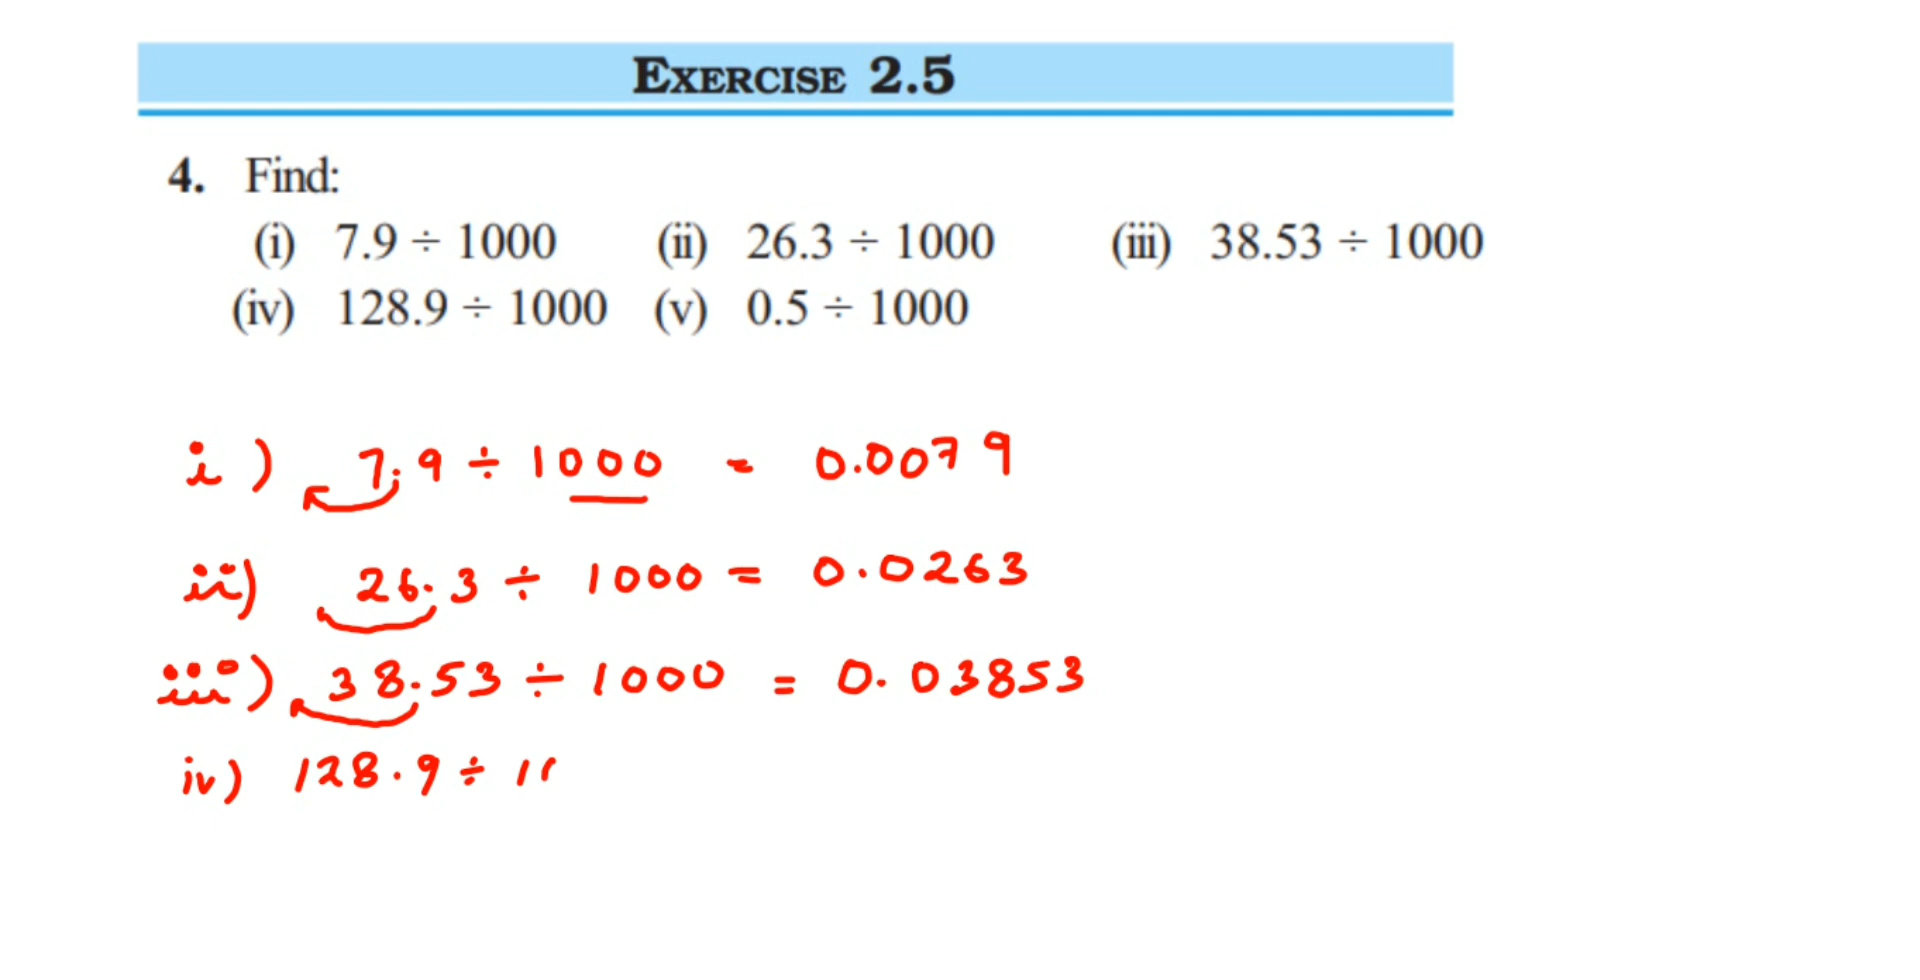 EXERCISE 2.5
4. Find:
(i) 7.9 ÷ 1000 (ii) 26.3 ÷ 1000 (iii) 38.53 ÷ 1000
(iv) 128.9 ÷ 1000 (v) 0.5 ÷ 1000
i) 7.9 ÷ 1000 = 0.0079
ii) 26.3 ÷ 1000 = 0.0263
iii) 38.53 ÷ 1000 = 0.03853
iv) 128.9 ÷ 1